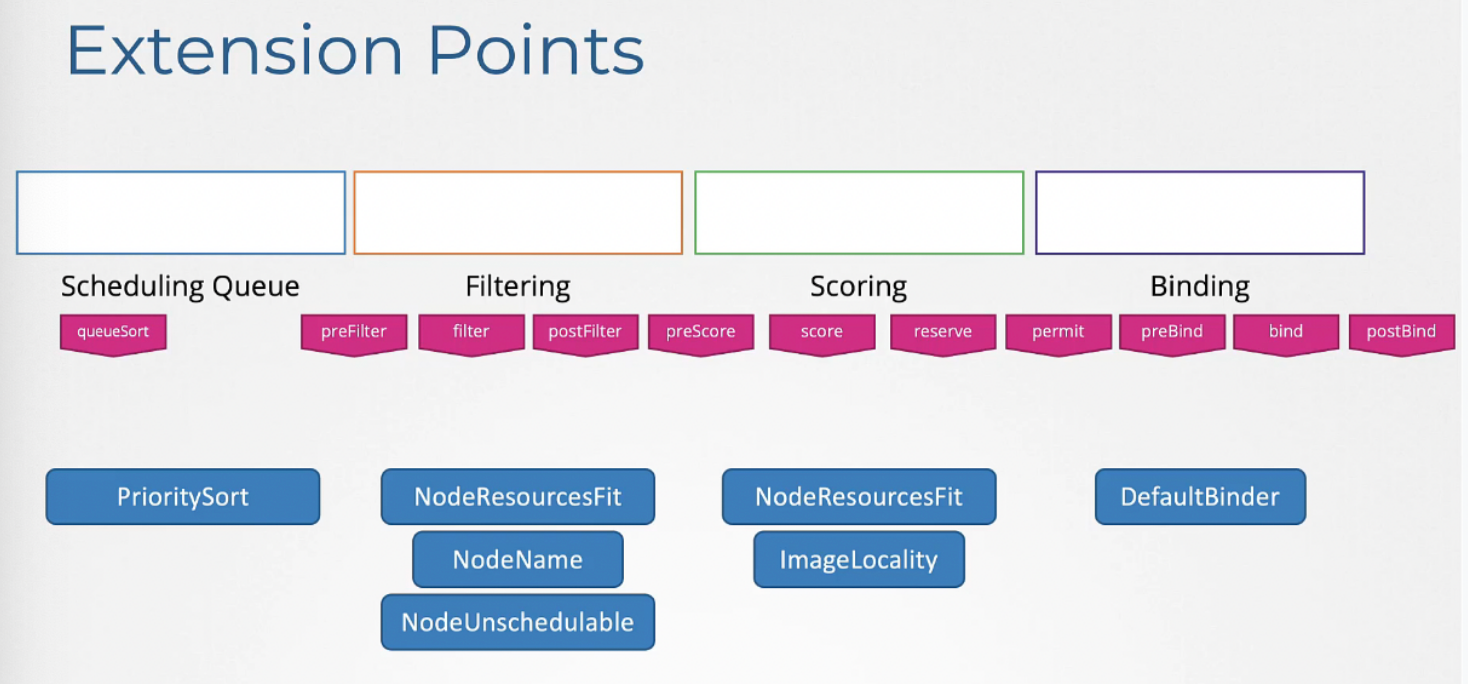 Extension Points
Scheduling Queue Filtering Scoring Binding
queueSort preFilter filter postFilter preScore score reserve permit preBind bind postBind
PrioritySort NodeResourcesFit NodeResourcesFit DefaultBinder
NodeName ImageLocality
NodeUnschedulable